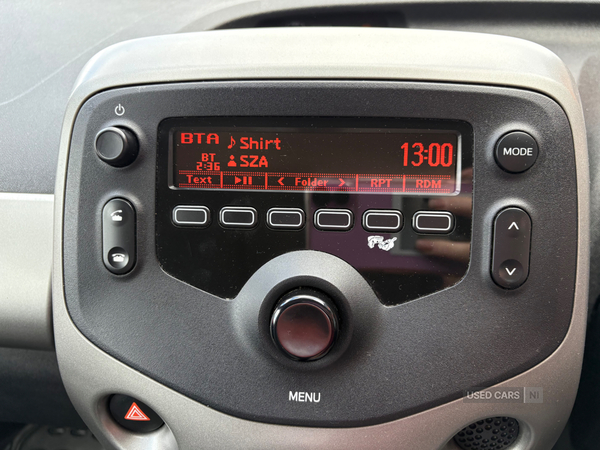 BTA ♪ Shirt 13:00
BT SZA
2:36
Text < Folder > RPT RDM
MODE
MENU
USED CARS NI